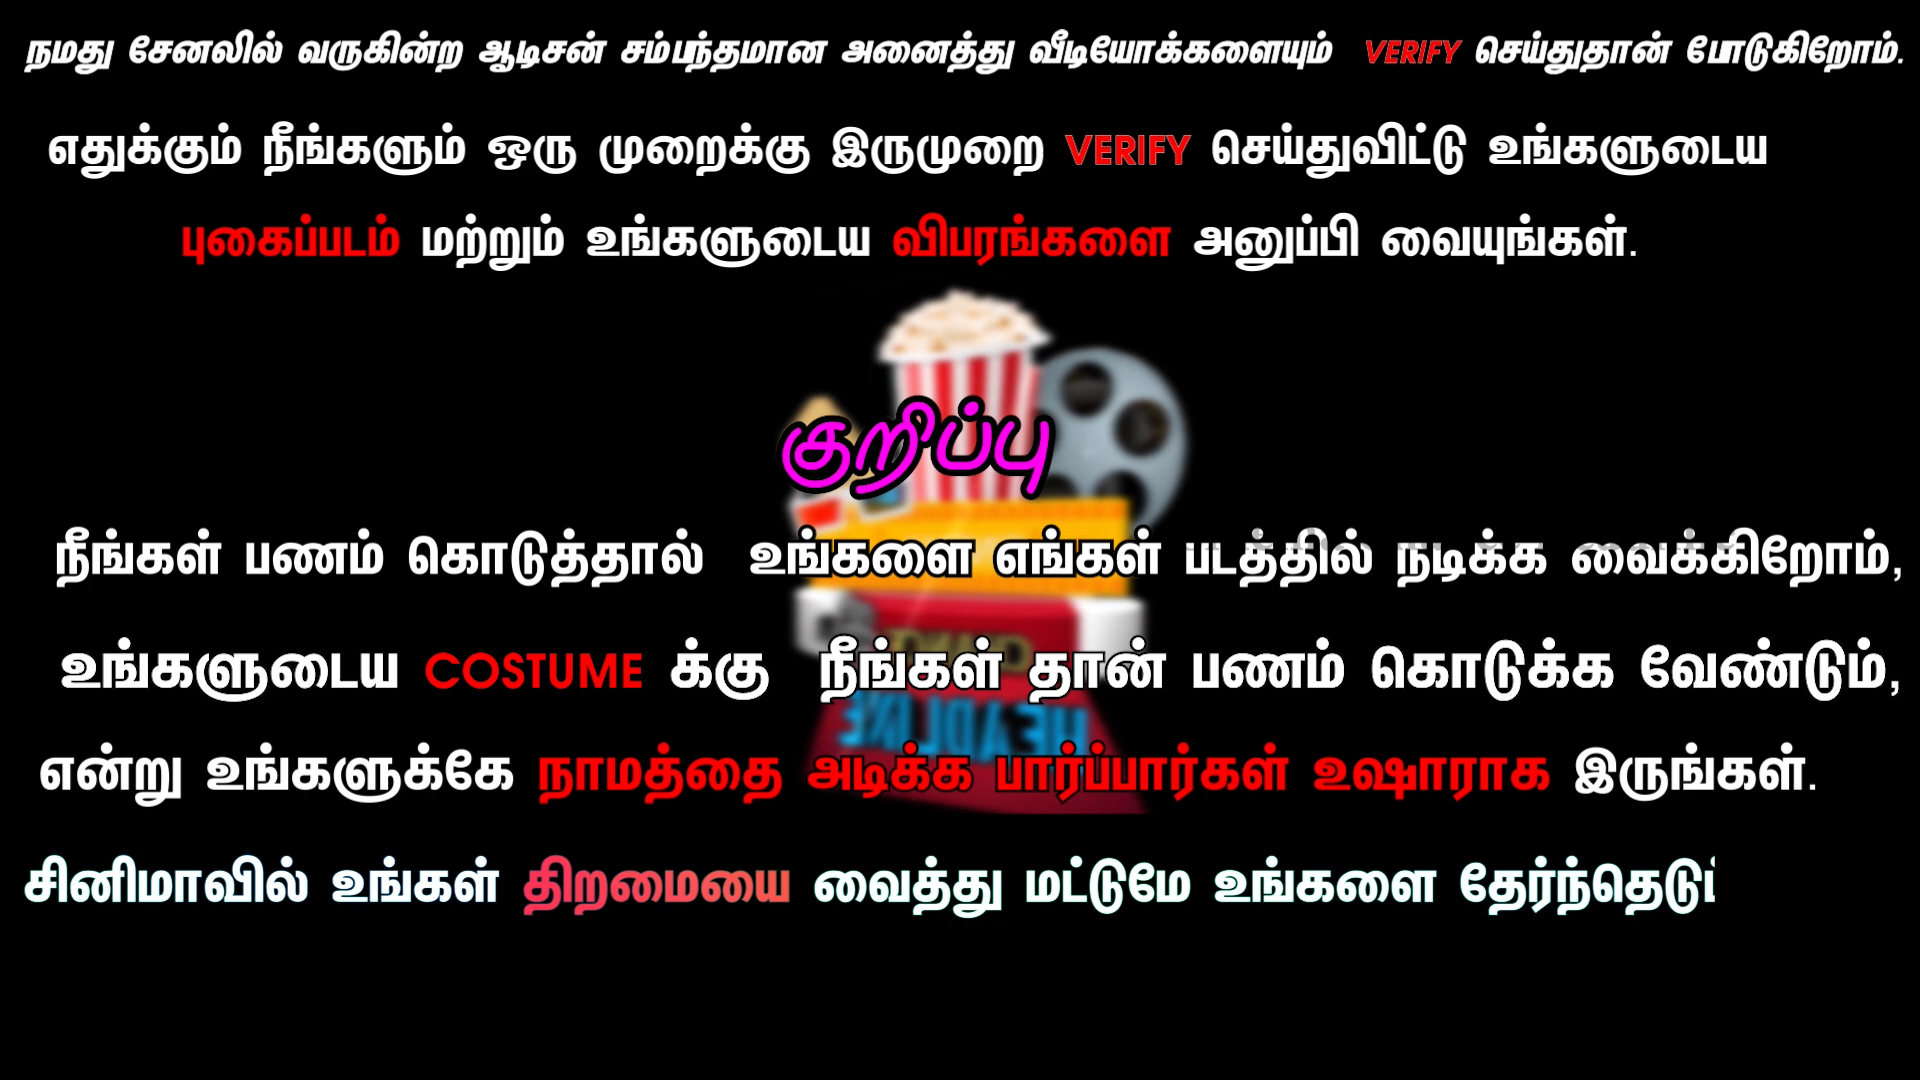 நமது சேனலில் வருகின்ற ஆடிசன் சம்பந்தமான அனைத்து வீடியோக்களையும் VERIFY செய்துதான் போடுகிறோம்.
எதுக்கும் நீங்களும் ஒரு முறைக்கு இருமுறை VERIFY செய்துவிட்டு உங்களுடைய
புகைப்படம் மற்றும் உங்களுடைய விபரங்களை அனுப்பி வையுங்கள்.
குறிப்பு
நீங்கள் பணம் கொடுத்தால் உங்களை எங்கள் படத்தில் நடிக்க வைக்கிறோம்,
உங்களுடைய COSTUME க்கு நீங்கள் தான் பணம் கொடுக்க வேண்டும்,
HEADLINE
என்று உங்களுக்கே நாமத்தை அடிக்க பார்ப்பார்கள் உஷாராக இருங்கள்.
சினிமாவில் உங்கள் திறமையை வைத்து மட்டுமே உங்களை